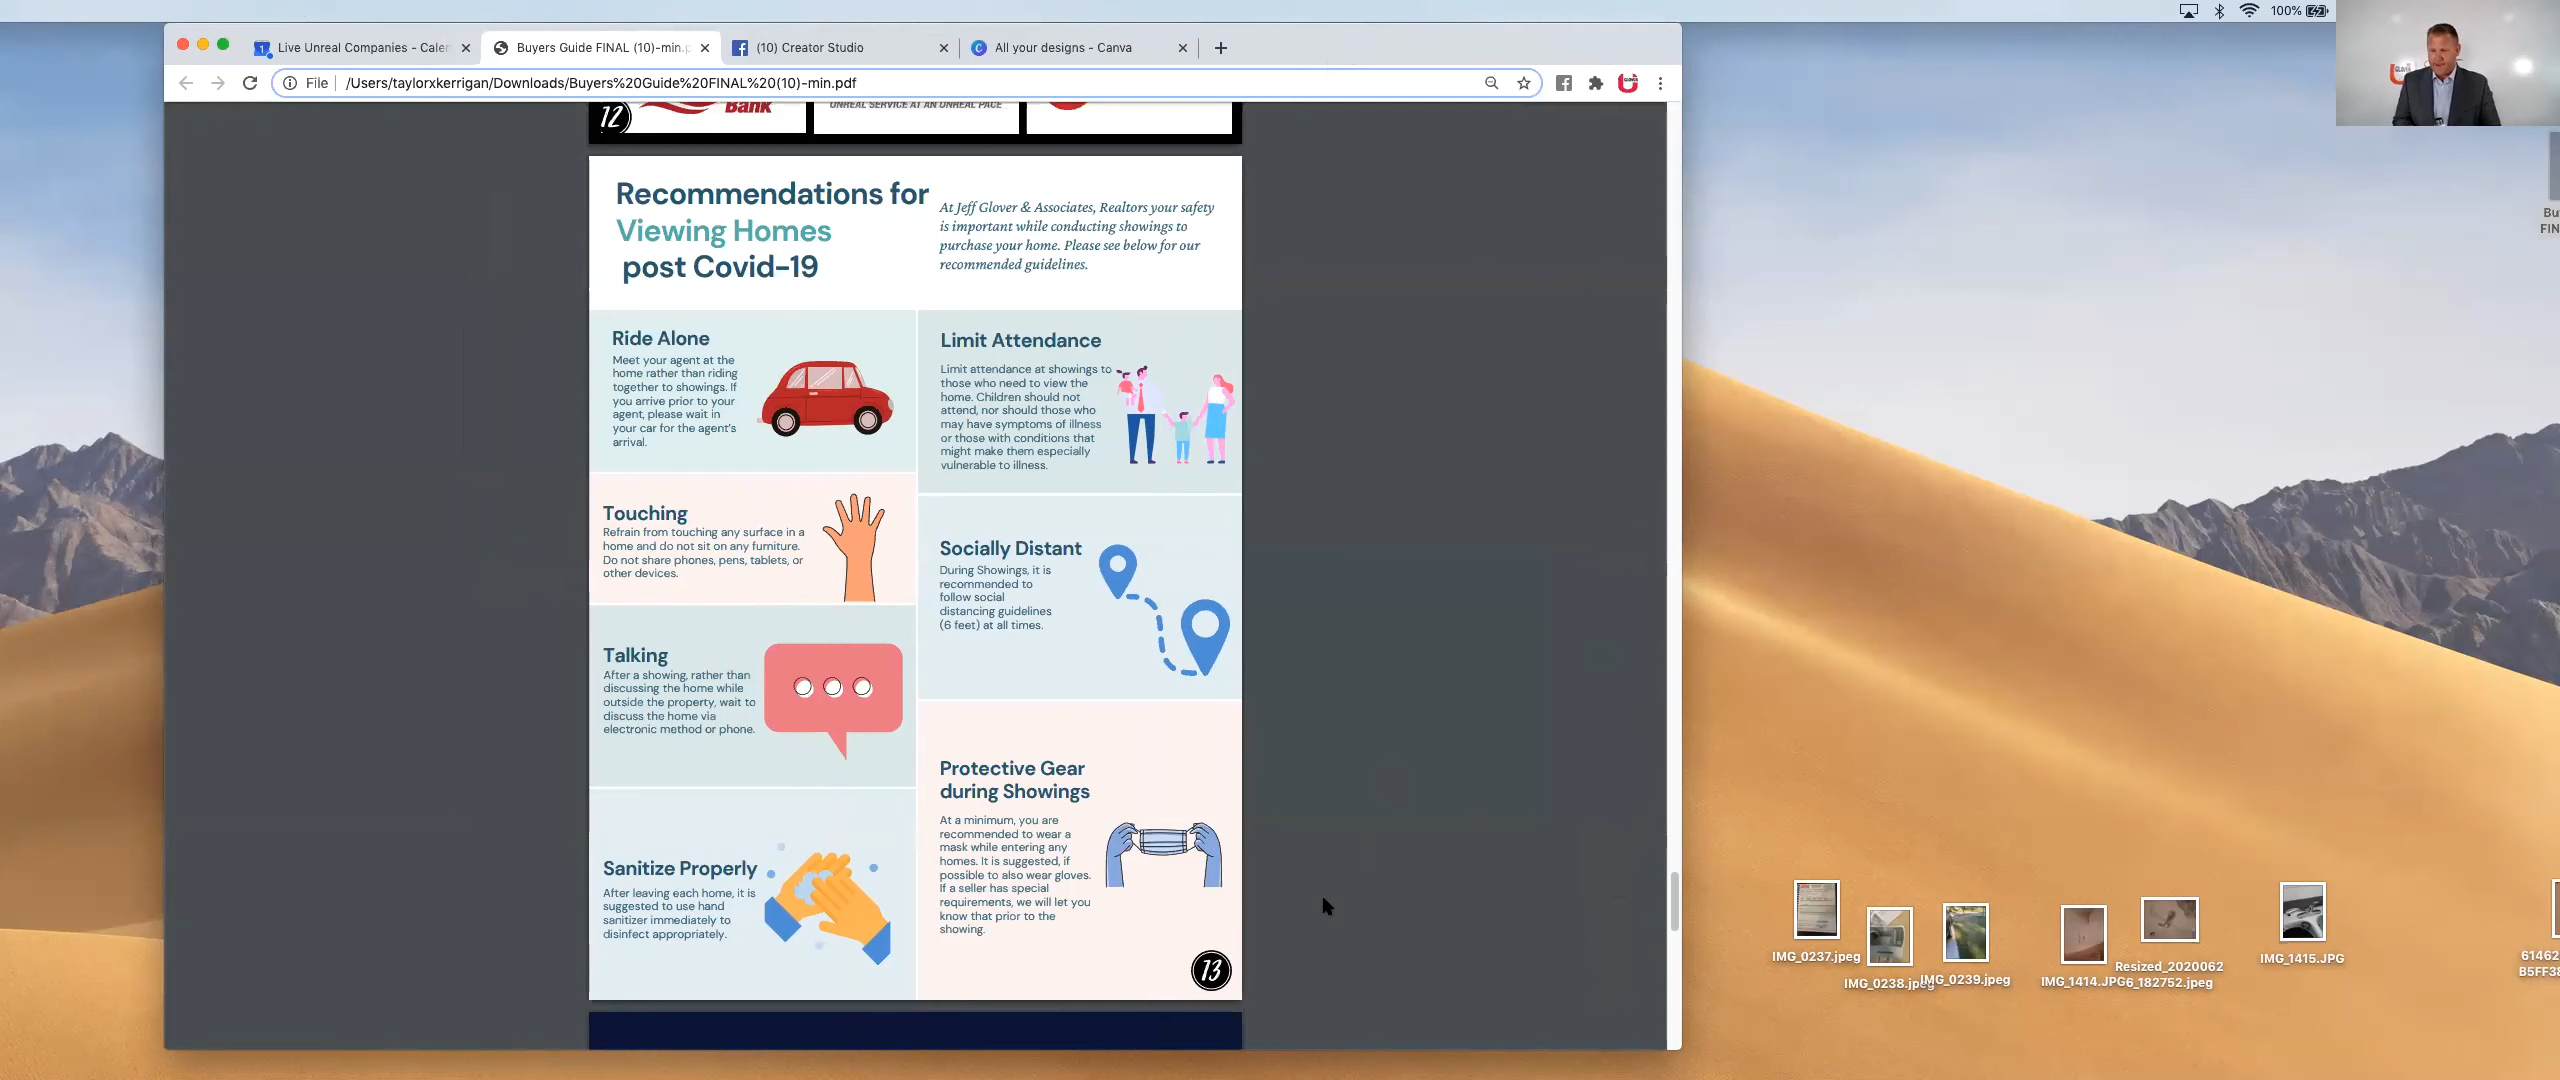 100%
Live Unreal Companies - Calen
Buyers Guide FINAL (10)-min.p
(10) Creator Studio
All your designs - Canva
File
/Users/taylorxkerrigan/Downloads/Buyers%20Guide%20FINAL%20(10)-min.pdf
12
Bank
UNREAL SERVICE AT AN UNREAL PACE
Recommendations for
Viewing Homes
post Covid-19
At Jeff Glover & Associates, Realtors your safety
is important while conducting showings to
purchase your home. Please see below for our
recommended guidelines.
Ride Alone
Meet your agent at the
home rather than riding
together to showings. If
you arrive prior to your
agent, please wait in
your car for the agent's
arrival.
Limit Attendance
Limit attendance at showings to
those who need to view the
home. Children should not
attend, nor should those who
may have symptoms of illness
or those with conditions that
might make them especially
vulnerable to illness.
Touching
Refrain from touching any surface in a
home and do not sit on any furniture.
Do not share phones, pens, tablets, or
other devices.
Socially Distant
During Showings, it is
recommended to
follow social
distancing guidelines
(6 feet) at all times.
Talking
After a showing, rather than
discussing the home while
outside the property, wait to
discuss the home via
electronic method or phone.
Protective Gear
during Showings
At a minimum, you are
recommended to wear a
mask while entering any
homes. It is suggested, if
possible to also wear gloves.
If a seller has special
requirements, we will let you
know that prior to the
showing.
Sanitize Properly
After leaving each home, it is
suggested to use hand
sanitizer immediately to
disinfect appropriately.
13
Bu
FIN
IMG_0237.jpeg
IMG_0238.jpeg
IMG_0239.jpeg
IMG_1414.JPG
Resized_2020062
6_182752.jpeg
IMG_1415.JPG
61462
B5FF38